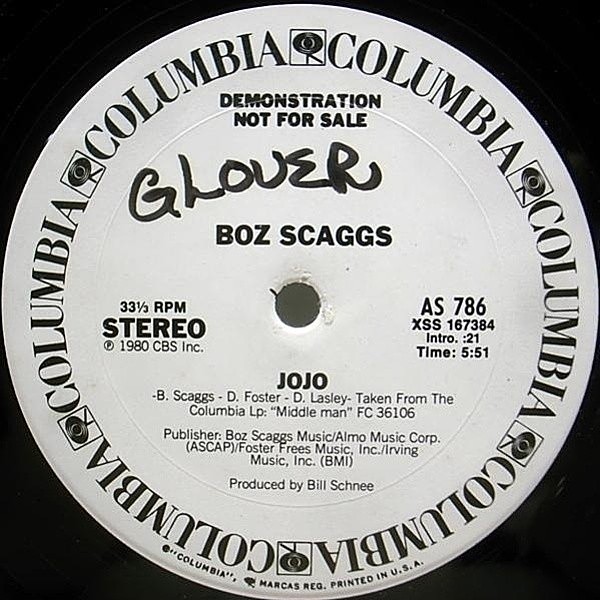 COLUMBIA COLUMBIA COLUMBIA COLUMBIA COLUMBIA COLUMBIA COLUMBIA COLUMBIA
DEMONSTRATION
NOT FOR SALE
GLOVER
BOZ SCAGGS
33⅓ RPM
STEREO
℗ 1980 CBS Inc.
AS 786
XSS 167384
Intro. :21
Time: 5:51
JOJO
-B. Scaggs - D. Foster - D. Lasley- Taken From The
Columbia Lp: "Middle man" FC 36106
Publisher: Boz Scaggs Music/Almo Music Corp.
(ASCAP)/Foster Frees Music, Inc./Irving
Music, Inc. (BMI)
Produced by Bill Schnee
®"COLUMBIA", MARCAS REG. PRINTED IN U.S.A.